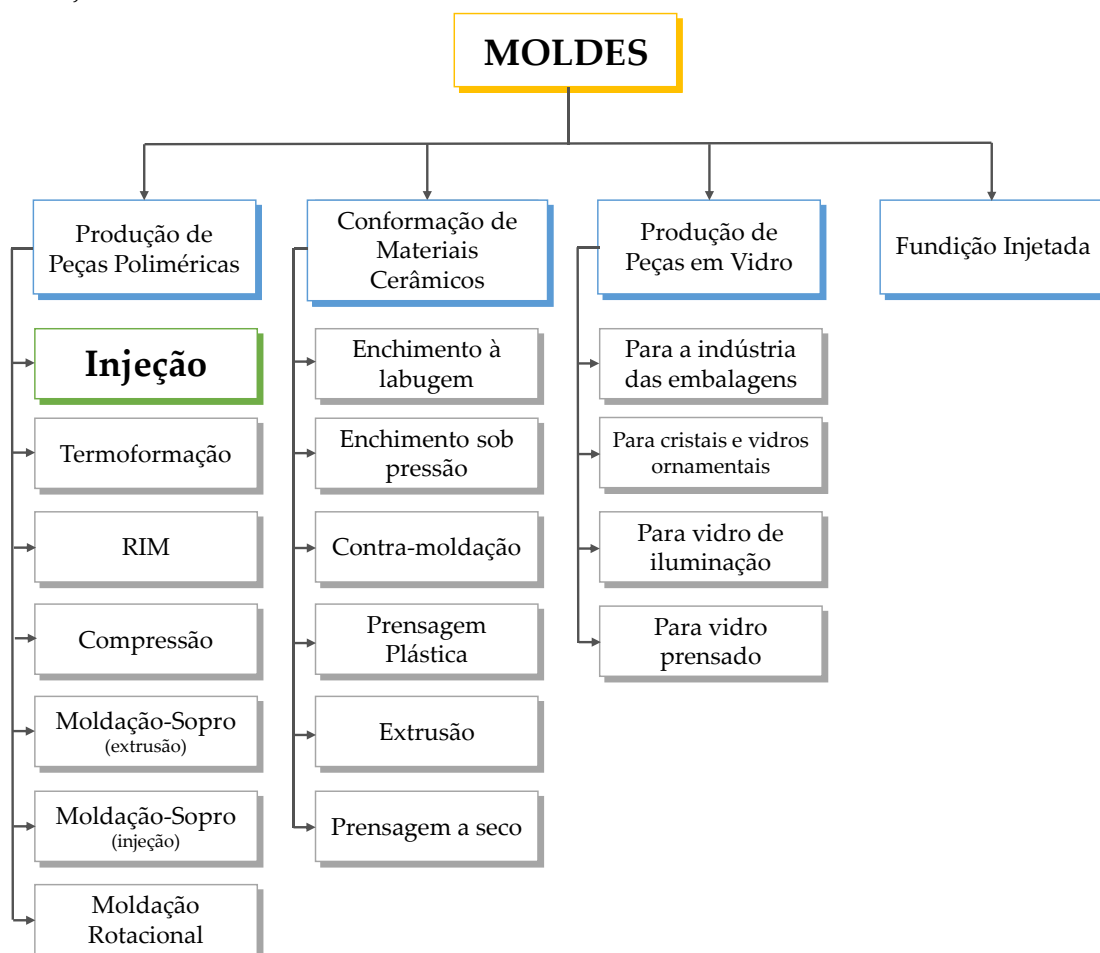 MOLDES
Produção de
Peças Poliméricas
Injeção
Termoformação
RIM
Compressão
Moldação-Sopro
(extrusão)
Moldação-Sopro
(injeção)
Moldação
Rotacional
Conformação de
Materiais
Cerâmicos
Enchimento à
labugem
Enchimento sob
pressão
Contra-moldação
Prensagem
Plástica
Extrusão
Prensagem a seco
Produção de
Peças em Vidro
Para a indústria
das embalagens
Para cristais e vidros
ornamentais
Para vidro de
iluminação
Para vidro
prensado
Fundição Injetada